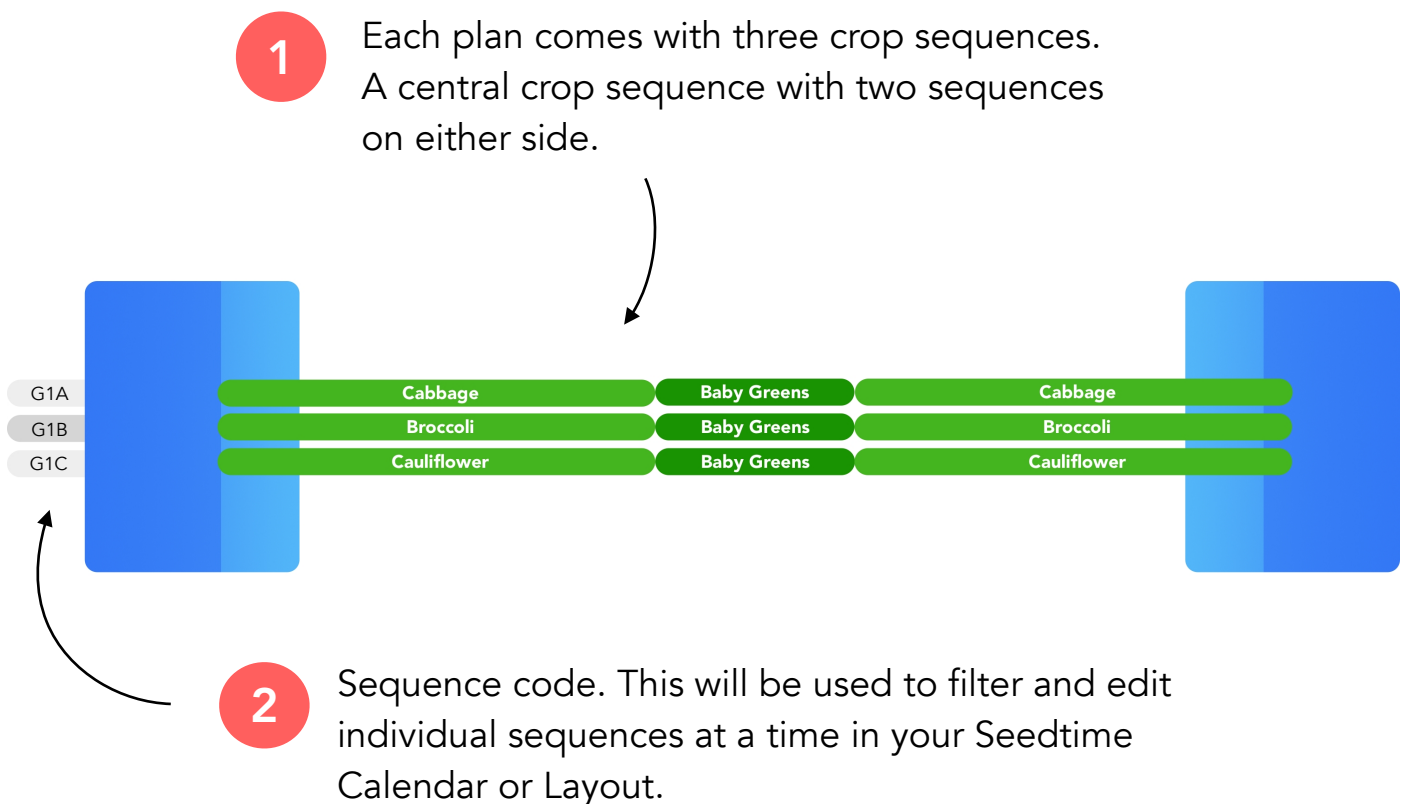 1
Each plan comes with three crop sequences.
A central crop sequence with two sequences
on either side.
G1A
Cabbage
Baby Greens
Cabbage
G1B
Broccoli
Baby Greens
Broccoli
G1C
Cauliflower
Baby Greens
Cauliflower
2
Sequence code. This will be used to filter and edit
individual sequences at a time in your Seedtime
Calendar or Layout.